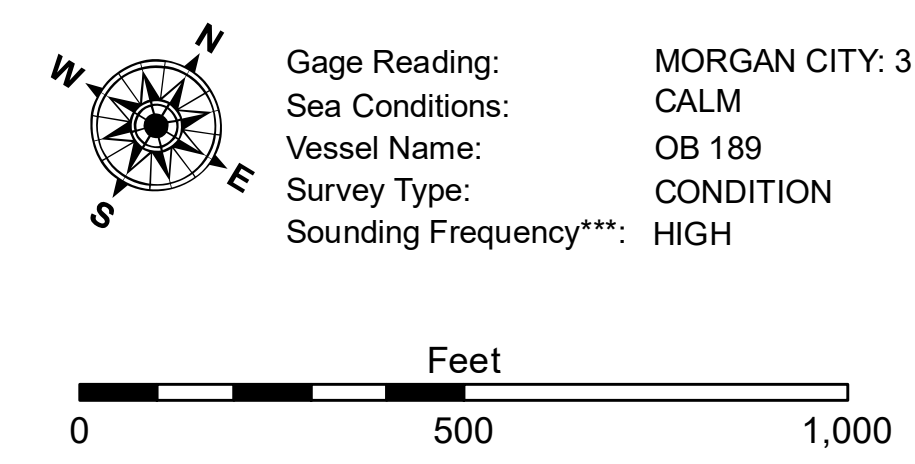 N
W
E
S
Gage Reading: MORGAN CITY: 3
Sea Conditions: CALM
Vessel Name: OB 189
Survey Type: CONDITION
Sounding Frequency***: HIGH
Feet
0 500 1,000